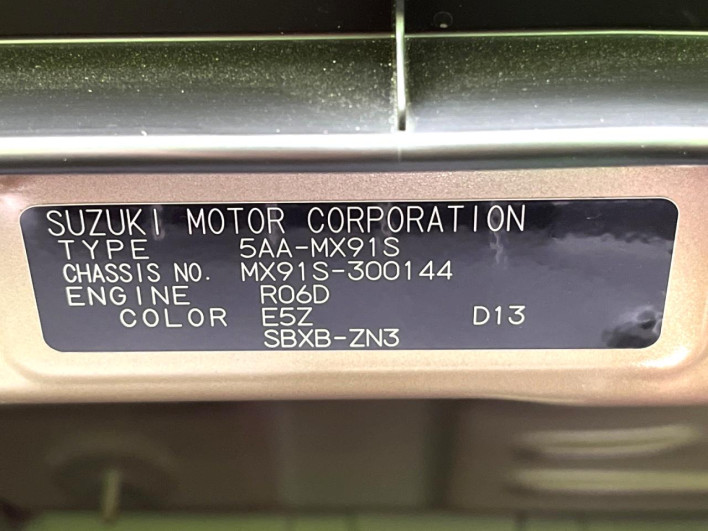 SUZUKI MOTOR CORPORATION
TYPE 5AA-MX91S
CHASSIS NO. MX91S-300144
ENGINE R06D
COLOR E5Z D13
SBXB-ZN3